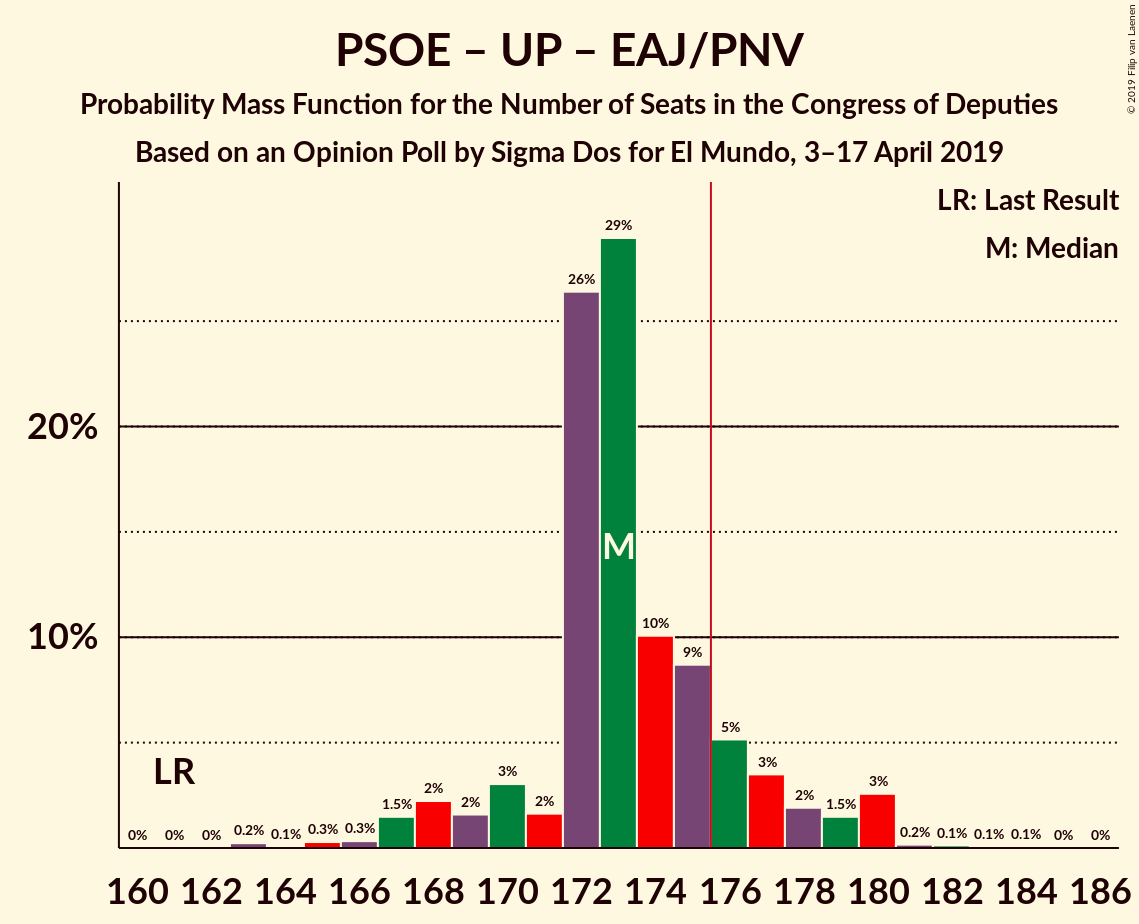 PSOE – UP – EAJ/PNV
Probability Mass Function for the Number of Seats in the Congress of Deputies
Based on an Opinion Poll by Sigma Dos for El Mundo, 3–17 April 2019
© 2019 Filip van Laenen
LR: Last Result
M: Median
29%
26%
20%
M
10%
10%
9%
5%
LR
3%
3%
3%
2%
2%
2%
2%
1.5%
1.5%
0% 0% 0% 0.2% 0.1% 0.3% 0.3%
0.2% 0.1% 0.1% 0.1% 0% 0%
160 162 164 166 168 170 172 174 176 178 180 182 184 186